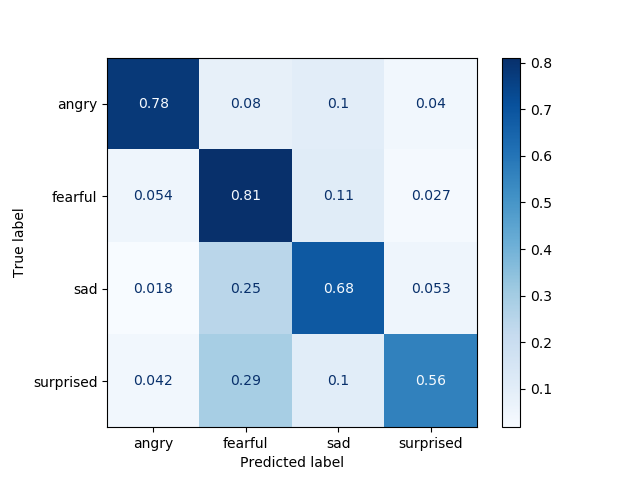 angry 0.78 0.08 0.1 0.04
fearful 0.054 0.81 0.11 0.027
sad 0.018 0.25 0.68 0.053
surprised 0.042 0.29 0.1 0.56
angry fearful sad surprised
Predicted label
True label
0.8
0.7
0.6
0.5
0.4
0.3
0.2
0.1